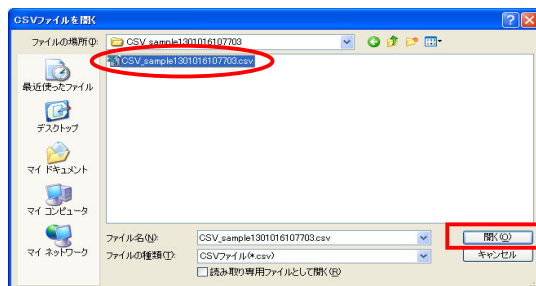 CSVファイルを開く
ファイルの場所(I):
CSV_sample1301016107703
CSV_sample1301016107703.csv
最近使ったファイル
デスクトップ
マイ ドキュメント
マイ コンピュータ
マイ ネットワーク
ファイル名(N):
CSV_sample1301016107703.csv
開く(O)
ファイルの種類(T):
CSVファイル(*.csv)
キャンセル
読み取り専用ファイルとして開く(R)